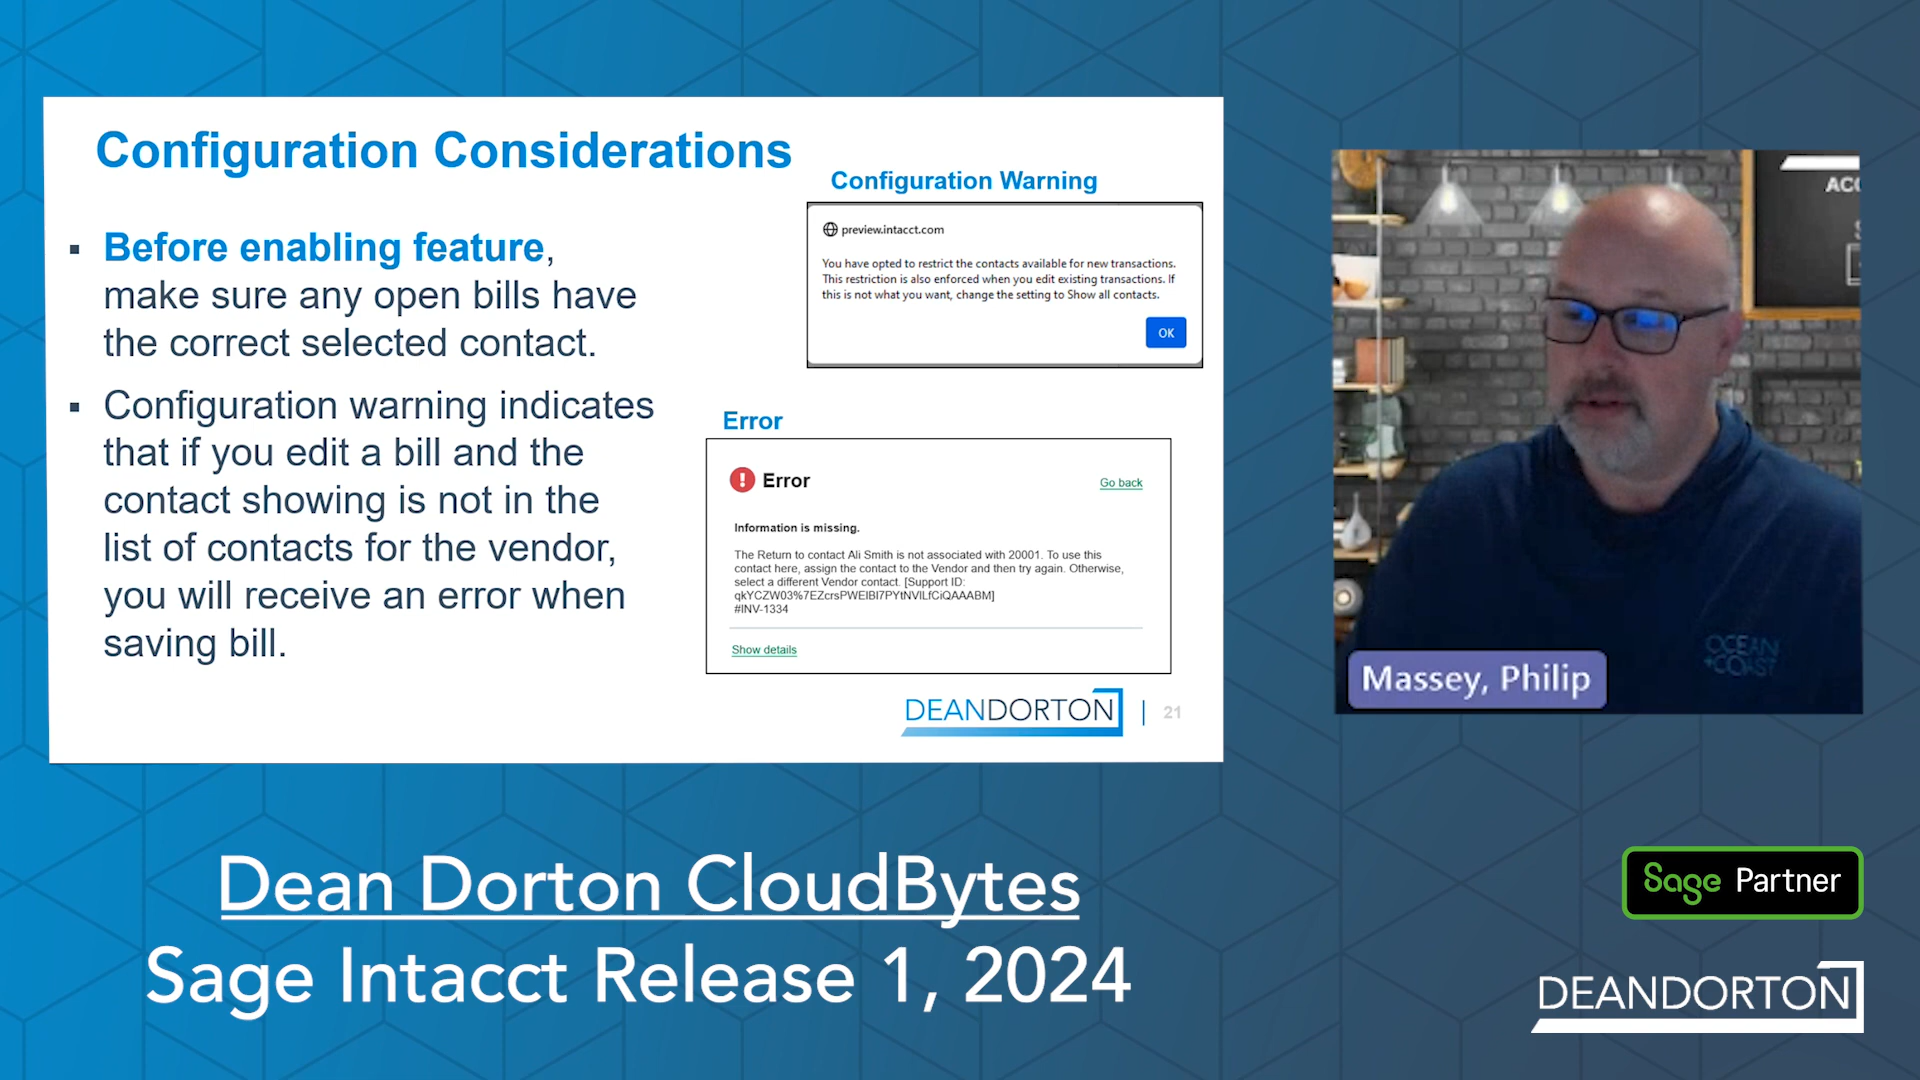 Configuration Considerations
▪ Before enabling feature,
make sure any open bills have
the correct selected contact.
▪ Configuration warning indicates
that if you edit a bill and the
contact showing is not in the
list of contacts for the vendor,
you will receive an error when
saving bill.
Configuration Warning
preview.intacct.com
You have opted to restrict the contacts available for new transactions.
This restriction is also enforced when you edit existing transactions. If
this is not what you want, change the setting to Show all contacts.
OK
Error
Error
Go back
Information is missing.
The Return to contact Ali Smith is not associated with 20001. To use this
contact here, assign the contact to the Vendor and then try again. Otherwise,
select a different Vendor contact. [Support ID:
#INV-1334
Show details
DEANDORTON
21
OCEAN
+COAST
Massey, Philip
Dean Dorton CloudBytes
Sage Intacct Release 1, 2024
Sage Partner
DEANDORTON